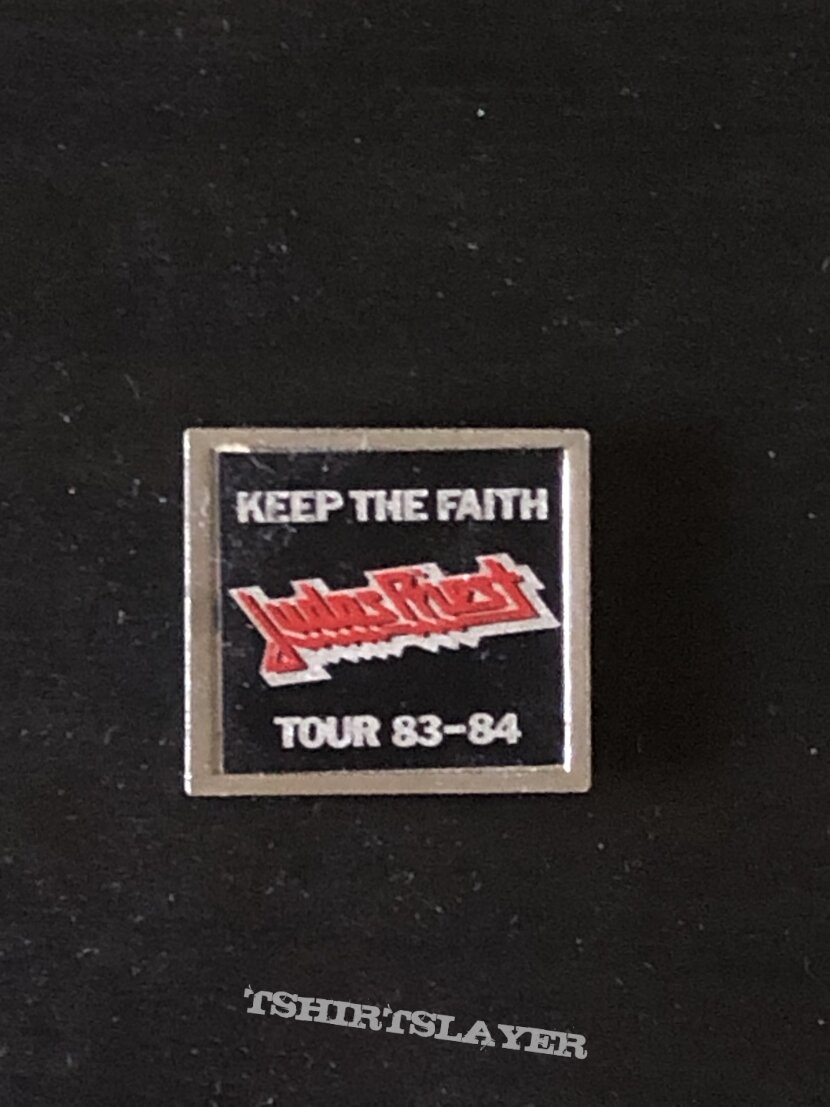 KEEP THE FAITH
Judas Priest
TOUR 83-84
TSHIRTSLAYER